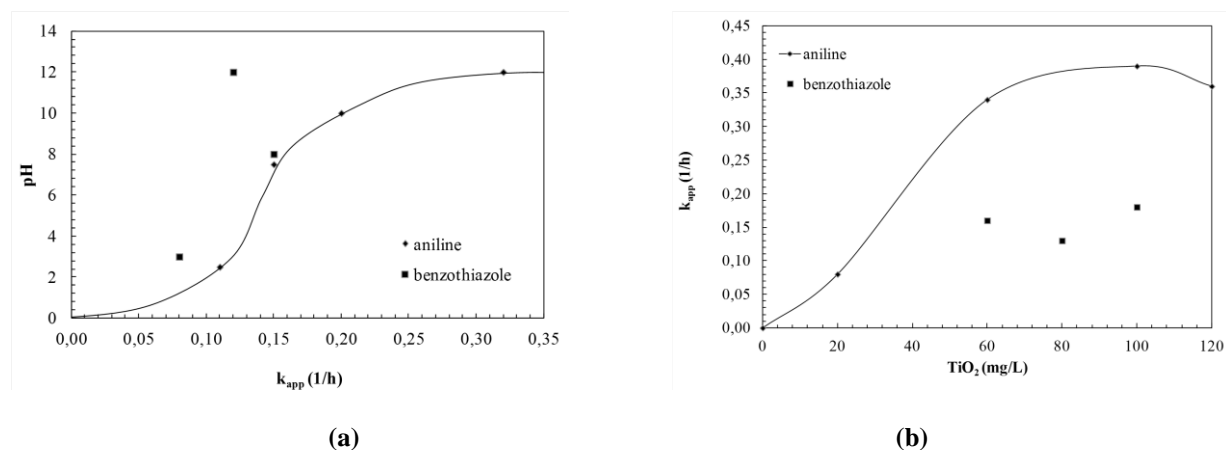 14
12
10
8
6
4
2
0
pH
aniline
benzothiazole
0,00 0,05 0,10 0,15 0,20 0,25 0,30 0,35
k_app (1/h)
(a)
0,45
0,40
0,35
0,30
0,25
0,20
0,15
0,10
0,05
0,00
k_app (1/h)
aniline
benzothiazole
0 20 40 60 80 100 120
TiO₂ (mg/L)
(b)